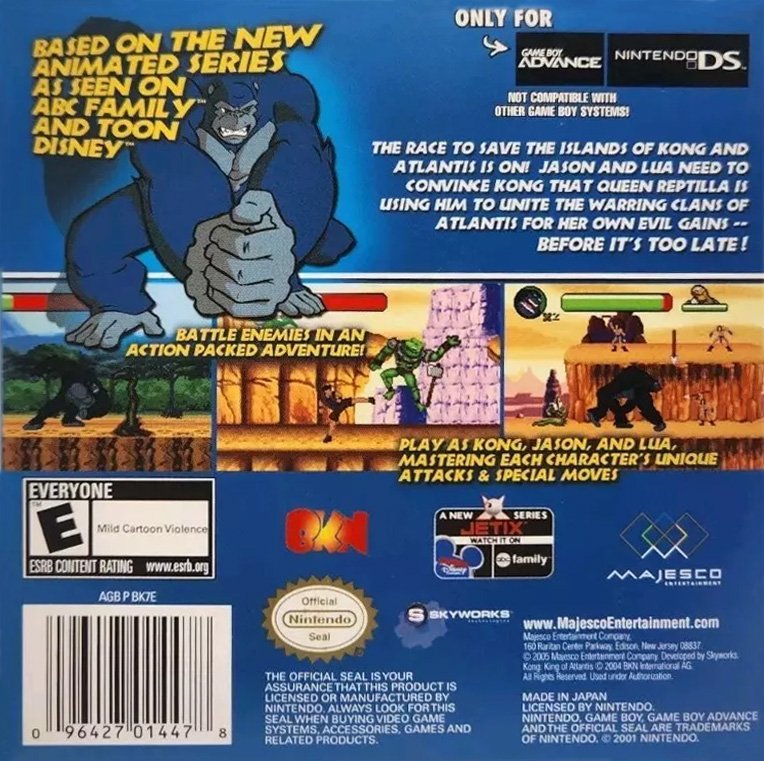 BASED ON THE NEW
ANIMATED SERIES
AS SEEN ON
ABC FAMILY™
AND TOON
DISNEY™
ONLY FOR
GAME BOY
ADVANCE
NINTENDO DS™
NOT COMPATIBLE WITH
OTHER GAME BOY SYSTEMS!
THE RACE TO SAVE THE ISLANDS OF KONG AND
ATLANTIS IS ON! JASON AND LUA NEED TO
CONVINCE KONG THAT QUEEN REPTILLA IS
USING HIM TO UNITE THE WARRING CLANS OF
ATLANTIS FOR HER OWN EVIL GAINS --
BEFORE IT'S TOO LATE!
BATTLE ENEMIES IN AN
ACTION PACKED ADVENTURE!
PLAY AS KONG, JASON, AND LUA,
MASTERING EACH CHARACTER'S UNIQUE
ATTACKS & SPECIAL MOVES
EVERYONE
E
Mild Cartoon Violence
ESRB CONTENT RATING www.esrb.org
AGB P BK7E
BKN
A NEW SERIES
JETIX
WATCH IT ON
TOON
DISNEY
abc family
MAJESCO
ENTERTAINMENT
Official
Nintendo
Seal
SKYWORKS
Technologies
THE OFFICIAL SEAL IS YOUR
ASSURANCE THAT THIS PRODUCT IS
LICENSED OR MANUFACTURED BY
NINTENDO. ALWAYS LOOK FOR THIS
SEAL WHEN BUYING VIDEO GAME
SYSTEMS, ACCESSORIES, GAMES AND
RELATED PRODUCTS.
www.MajescoEntertainment.com
Majesco Entertainment Company,
160 Raritan Center Parkway, Edison, New Jersey 08837.
© 2005 Majesco Entertainment Company. Developed by Skyworks.
Kong: King of Atlantis © 2004 BKN International AG.
All Rights Reserved. Used under Authorization.
MADE IN JAPAN
LICENSED BY NINTENDO.
NINTENDO, GAME BOY, GAME BOY ADVANCE
AND THE OFFICIAL SEAL ARE TRADEMARKS
OF NINTENDO. © 2001 NINTENDO.
0 96427 01447 8